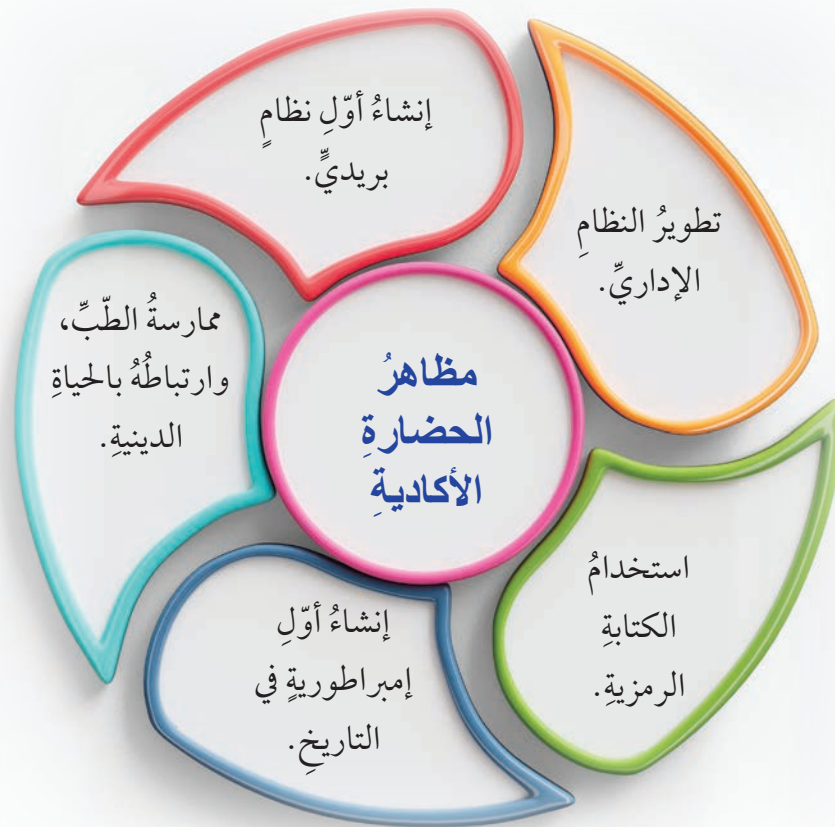 مظاهرُ
الحضارةِ
الأكاديةِ
إنشاءُ أوّلِ نظامٍ
بريديٍّ.
تطويرُ النظامِ
الإداريِّ.
استخدامُ
الكتابةِ
الرمزيةِ.
إنشاءُ أوّلِ
إمبراطوريةٍ في
التاريخِ.
ممارسةُ الطّبِّ،
وارتباطُهُ بالحياةِ
الدينيةِ.